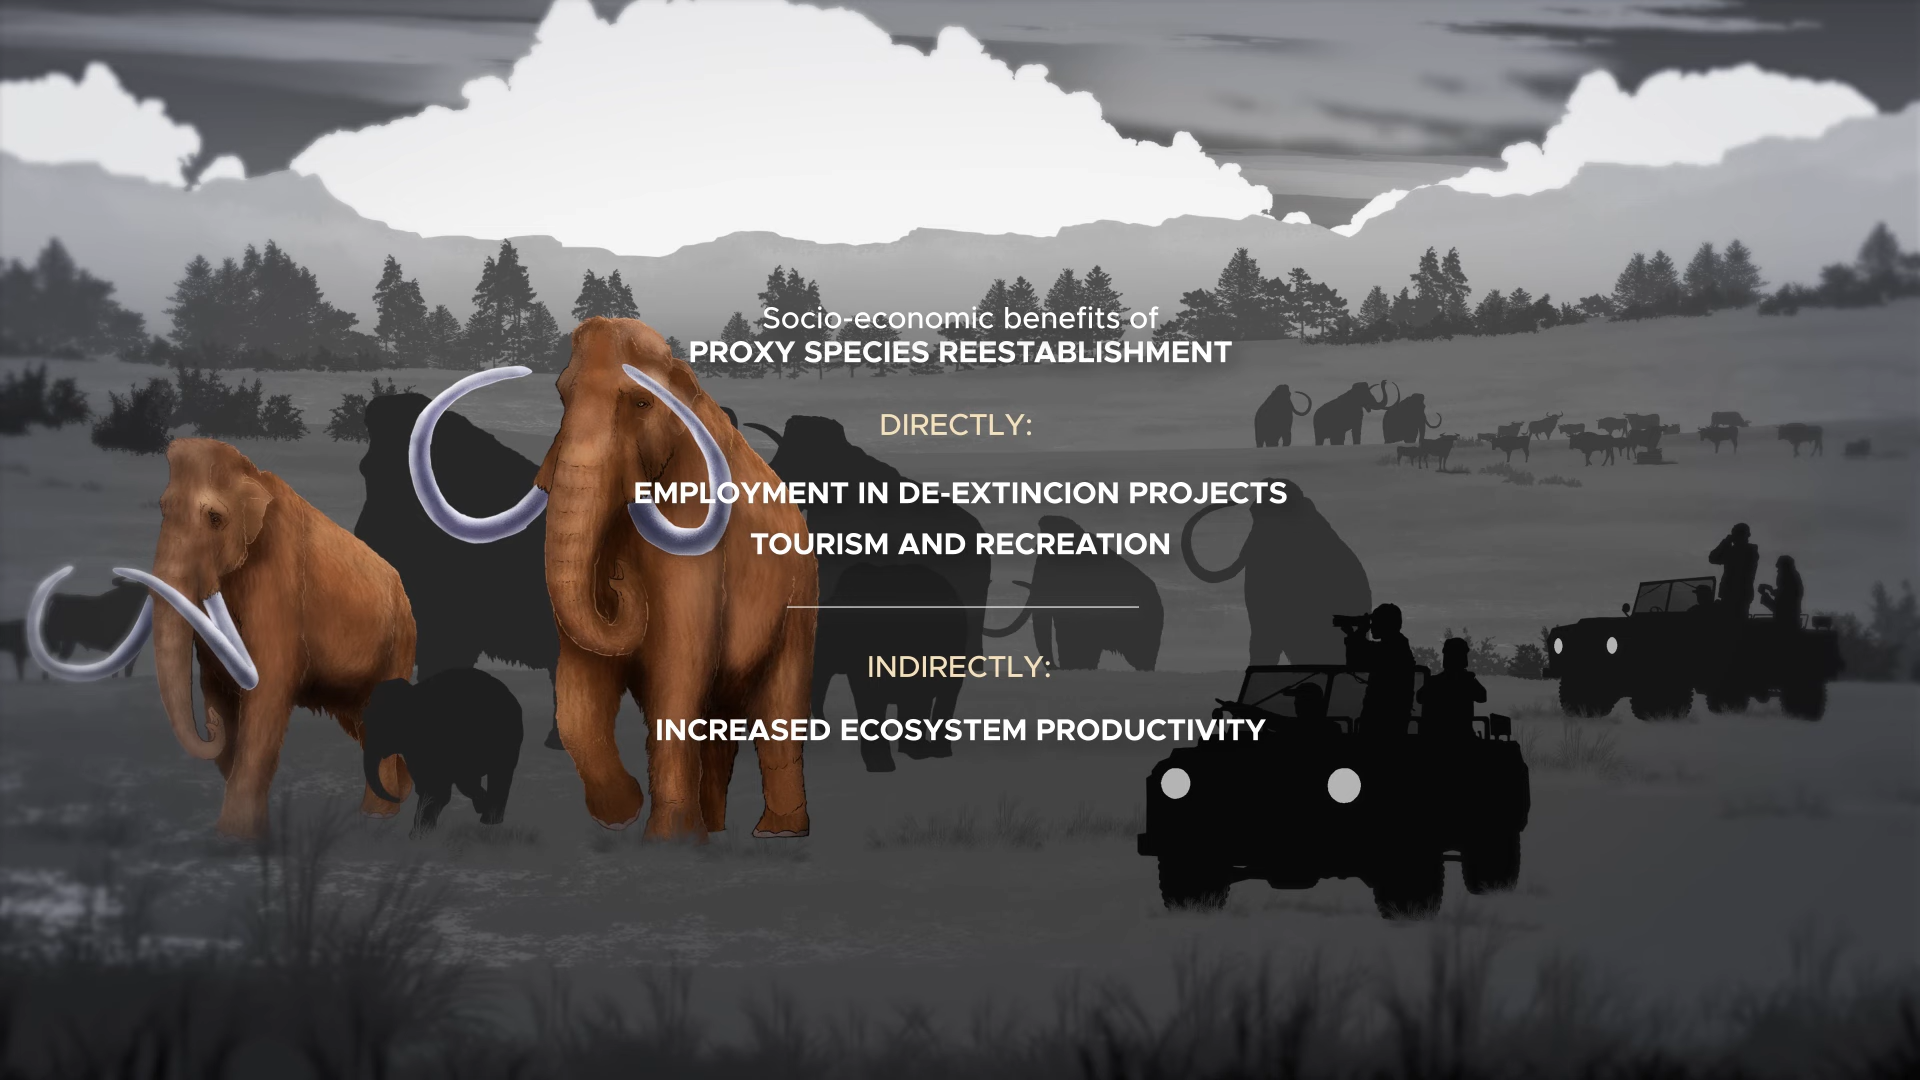 Socio-economic benefits of
PROXY SPECIES REESTABLISHMENT
DIRECTLY:
EMPLOYMENT IN DE-EXTINCION PROJECTS
TOURISM AND RECREATION
INDIRECTLY:
INCREASED ECOSYSTEM PRODUCTIVITY